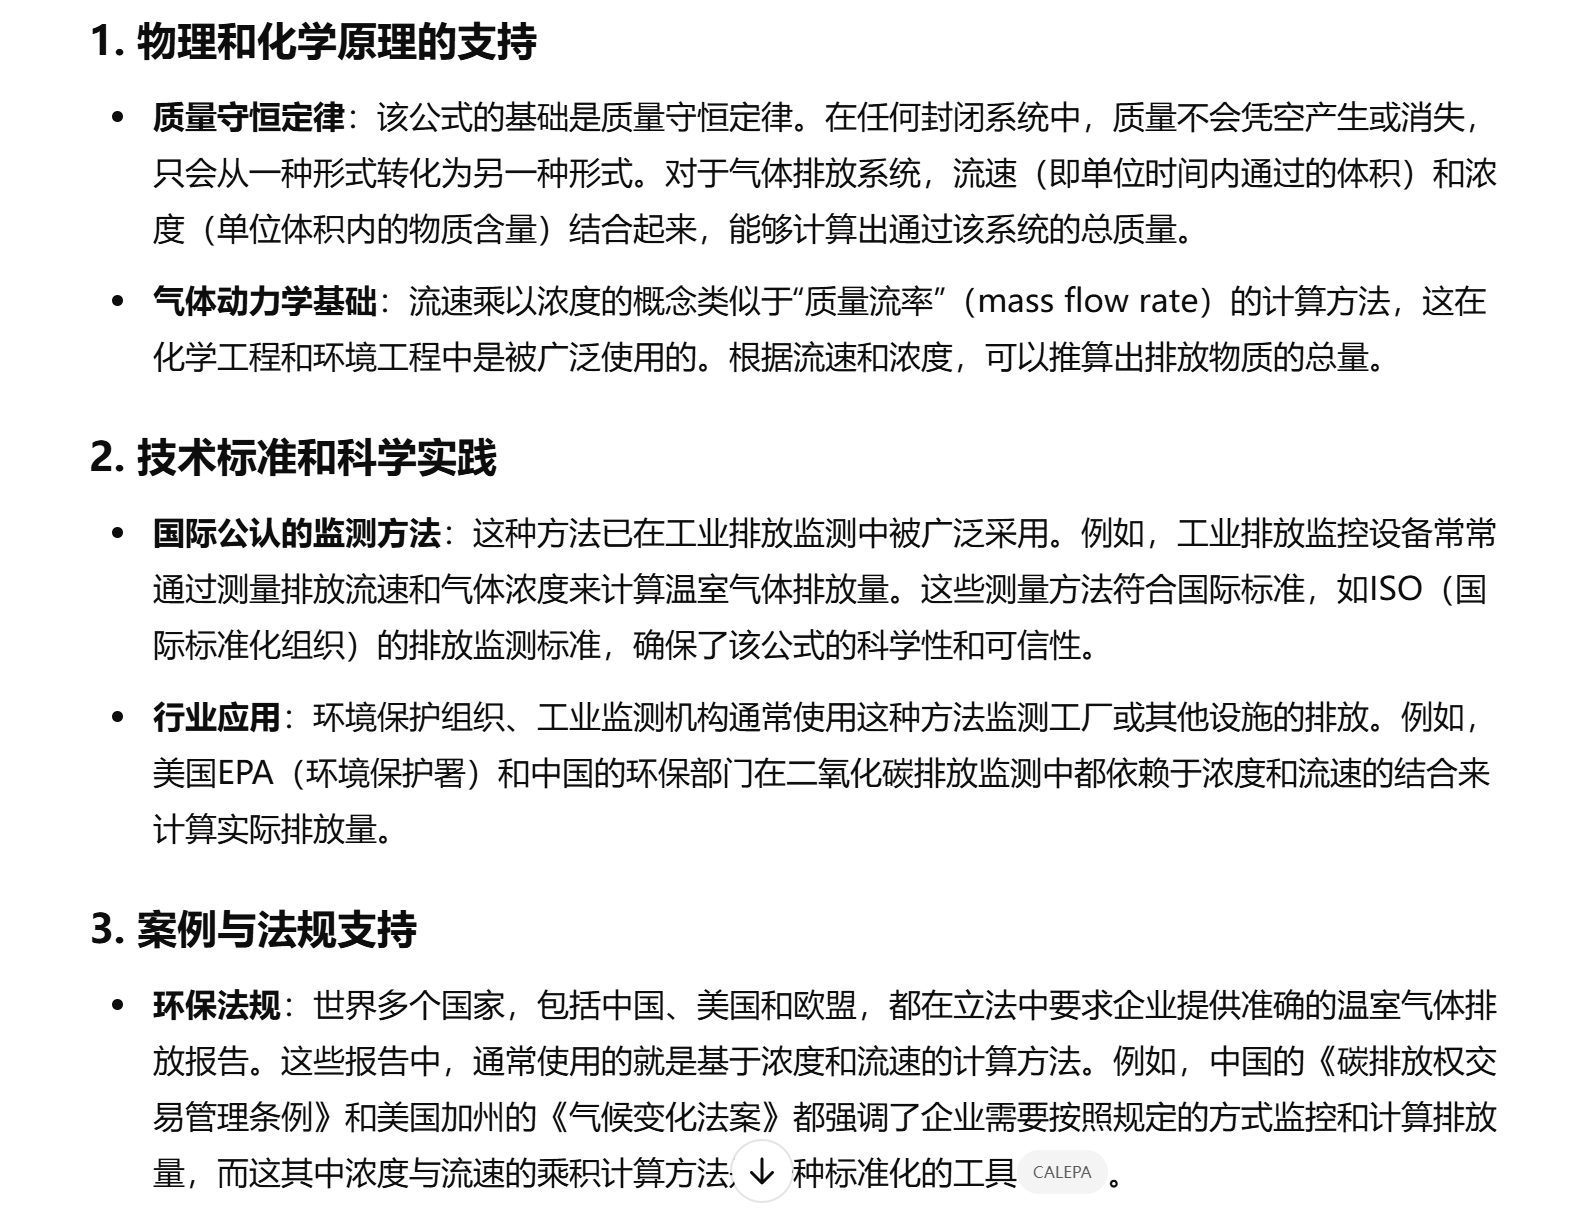 1. 物理和化学原理的支持
质量守恒定律：该公式的基础是质量守恒定律。在任何封闭系统中，质量不会凭空产生或消失，
只会从一种形式转化为另一种形式。对于气体排放系统，流速（即单位时间内通过的体积）和浓
度（单位体积内的物质含量）结合起来，能够计算出通过该系统的总质量。
气体动力学基础：流速乘以浓度的概念类似于“质量流率”（mass flow rate）的计算方法，这在
化学工程和环境工程中是被广泛使用的。根据流速和浓度，可以推算出排放物质的总量。
2. 技术标准和科学实践
国际公认的监测方法：这种方法已在工业排放监测中被广泛采用。例如，工业排放监控设备常常
通过测量排放流速和气体浓度来计算温室气体排放量。这些测量方法符合国际标准，如ISO（国
际标准化组织）的排放监测标准，确保了该公式的科学性和可信性。
行业应用：环境保护组织、工业监测机构通常使用这种方法监测工厂或其他设施的排放。例如，
美国EPA（环境保护署）和中国的环保部门在二氧化碳排放监测中都依赖于浓度和流速的结合来
计算实际排放量。
3. 案例与法规支持
环保法规：世界多个国家，包括中国、美国和欧盟，都在立法中要求企业提供准确的温室气体排
放报告。这些报告中，通常使用的就是基于浓度和流速的计算方法。例如，中国的《碳排放权交
易管理条例》和美国加州的《气候变化法案》都强调了企业需要按照规定的方式监控和计算排放
量，而这其中浓度与流速的乘积计算方法种标准化的工具 CALEPA 。